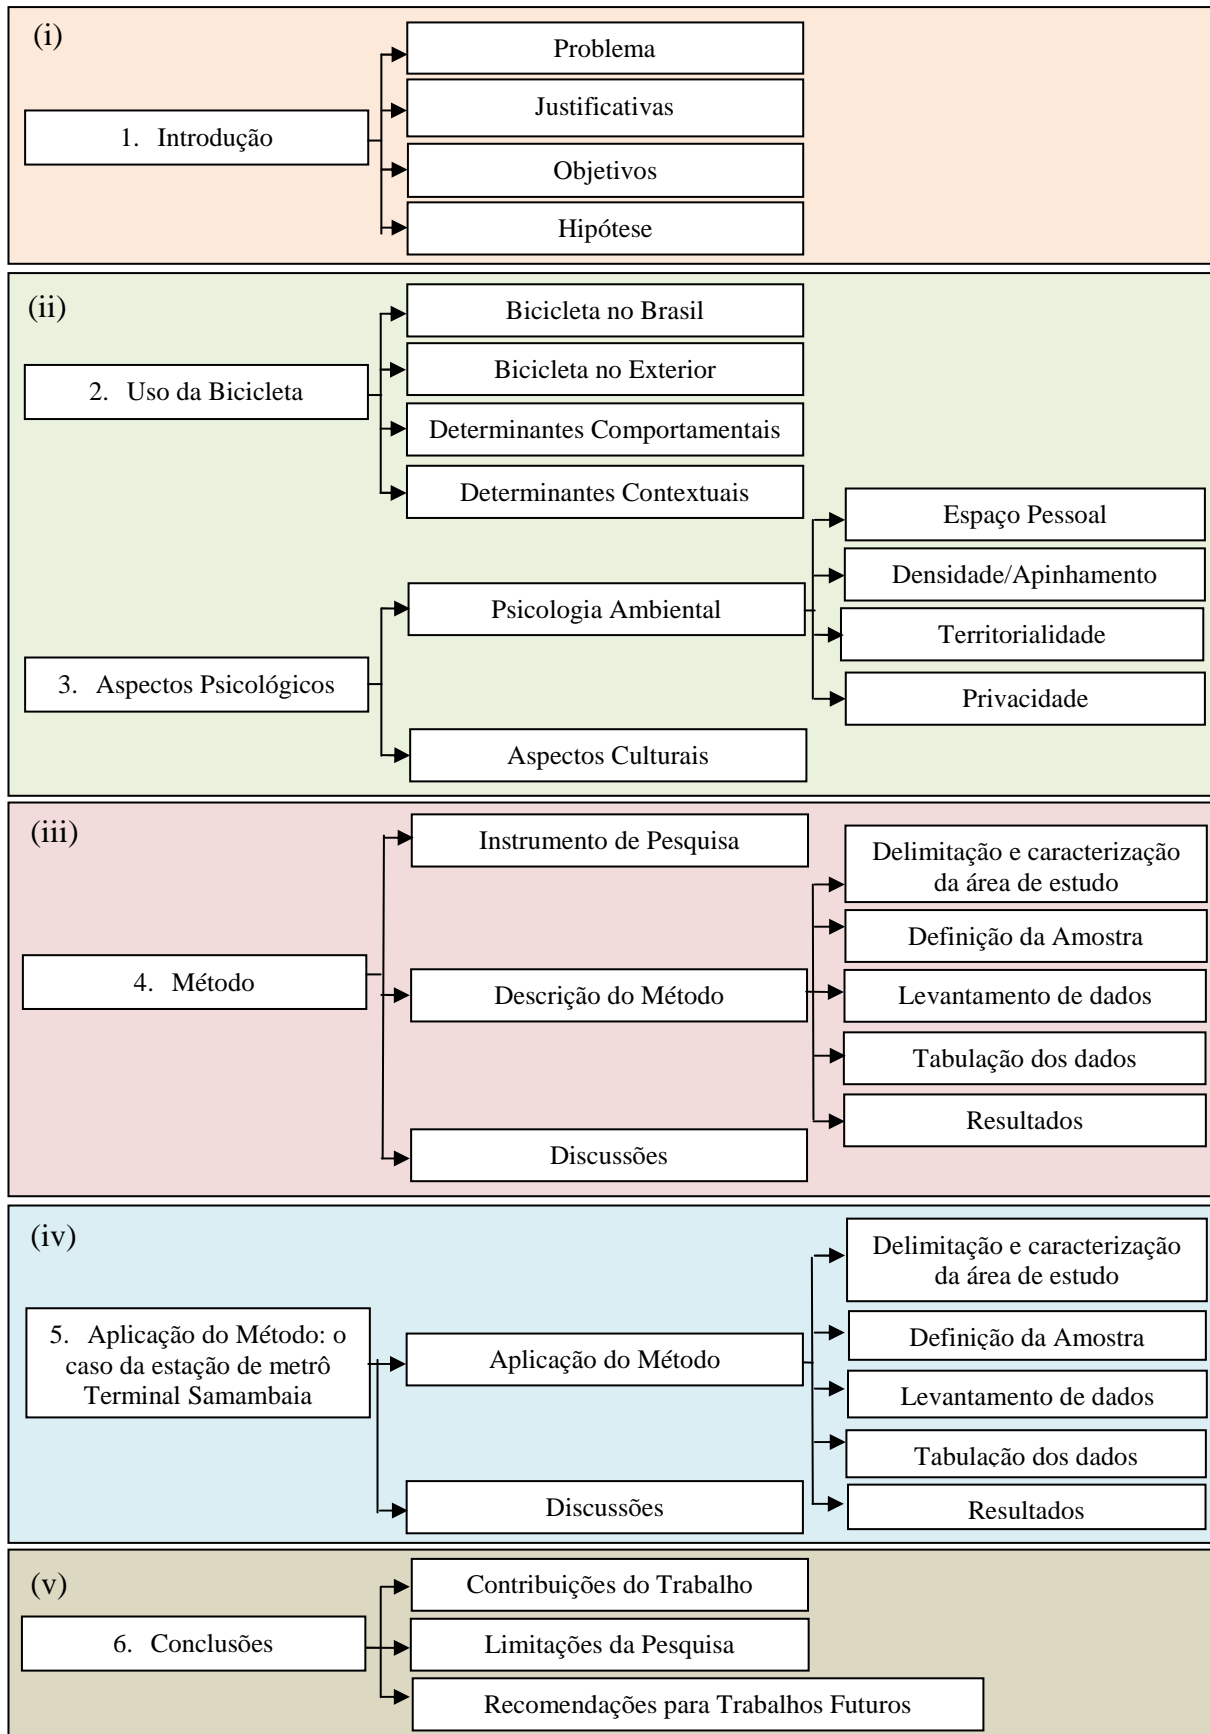 (i)
1. Introdução
Problema
Justificativas
Objetivos
Hipótese
(ii)
2. Uso da Bicicleta
Bicicleta no Brasil
Bicicleta no Exterior
Determinantes Comportamentais
Determinantes Contextuais
3. Aspectos Psicológicos
Psicologia Ambiental
Espaço Pessoal
Densidade/Apinhamento
Territorialidade
Privacidade
Aspectos Culturais
(iii)
4. Método
Instrumento de Pesquisa
Descrição do Método
Delimitação e caracterização
da área de estudo
Definição da Amostra
Levantamento de dados
Tabulação dos dados
Resultados
Discussões
(iv)
5. Aplicação do Método: o
caso da estação de metrô
Terminal Samambaia
Aplicação do Método
Delimitação e caracterização
da área de estudo
Definição da Amostra
Levantamento de dados
Tabulação dos dados
Resultados
Discussões
(v)
6. Conclusões
Contribuições do Trabalho
Limitações da Pesquisa
Recomendações para Trabalhos Futuros